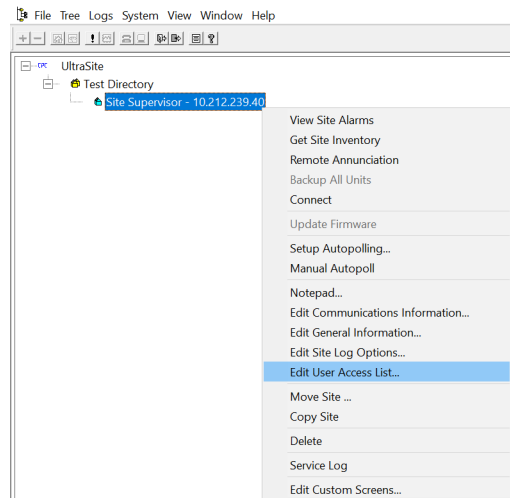 File Tree Logs System View Window Help
CPC UltraSite
Test Directory
Site Supervisor - 10.212.239.40
View Site Alarms
Get Site Inventory
Remote Annunciation
Backup All Units
Connect
Update Firmware
Setup Autopolling...
Manual Autopoll
Notepad...
Edit Communications Information...
Edit General Information...
Edit Site Log Options...
Edit User Access List...
Move Site ...
Copy Site
Delete
Service Log
Edit Custom Screens...